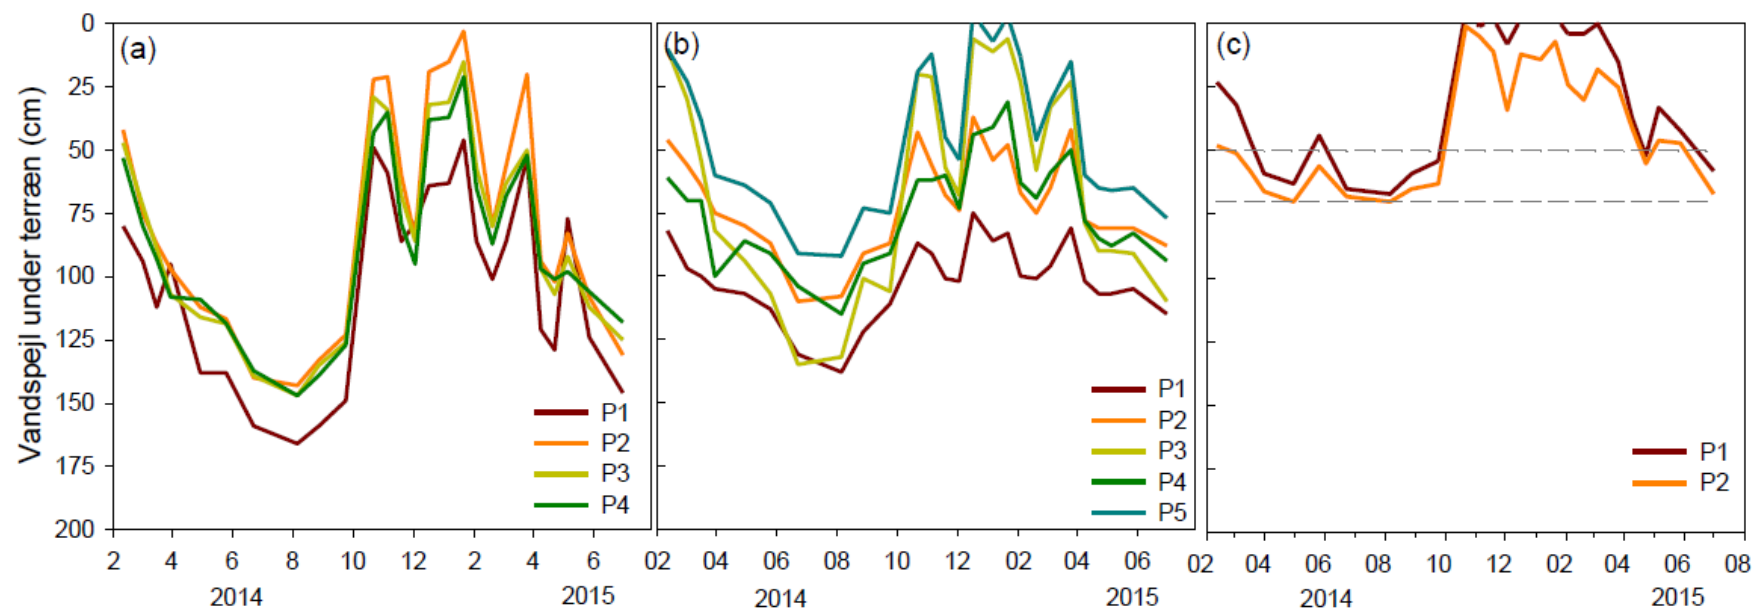 Vandspejl under terræn (cm)
0
25
50
75
100
125
150
175
200
(a)
P1
P2
P3
P4
2 4 6 8 10 12 2 4 6
2014 2015
(b)
P1
P2
P3
P4
P5
02 04 06 08 10 12 02 04 06
2014 2015
(c)
P1
P2
02 04 06 08 10 12 02 04 06 08
2014 2015